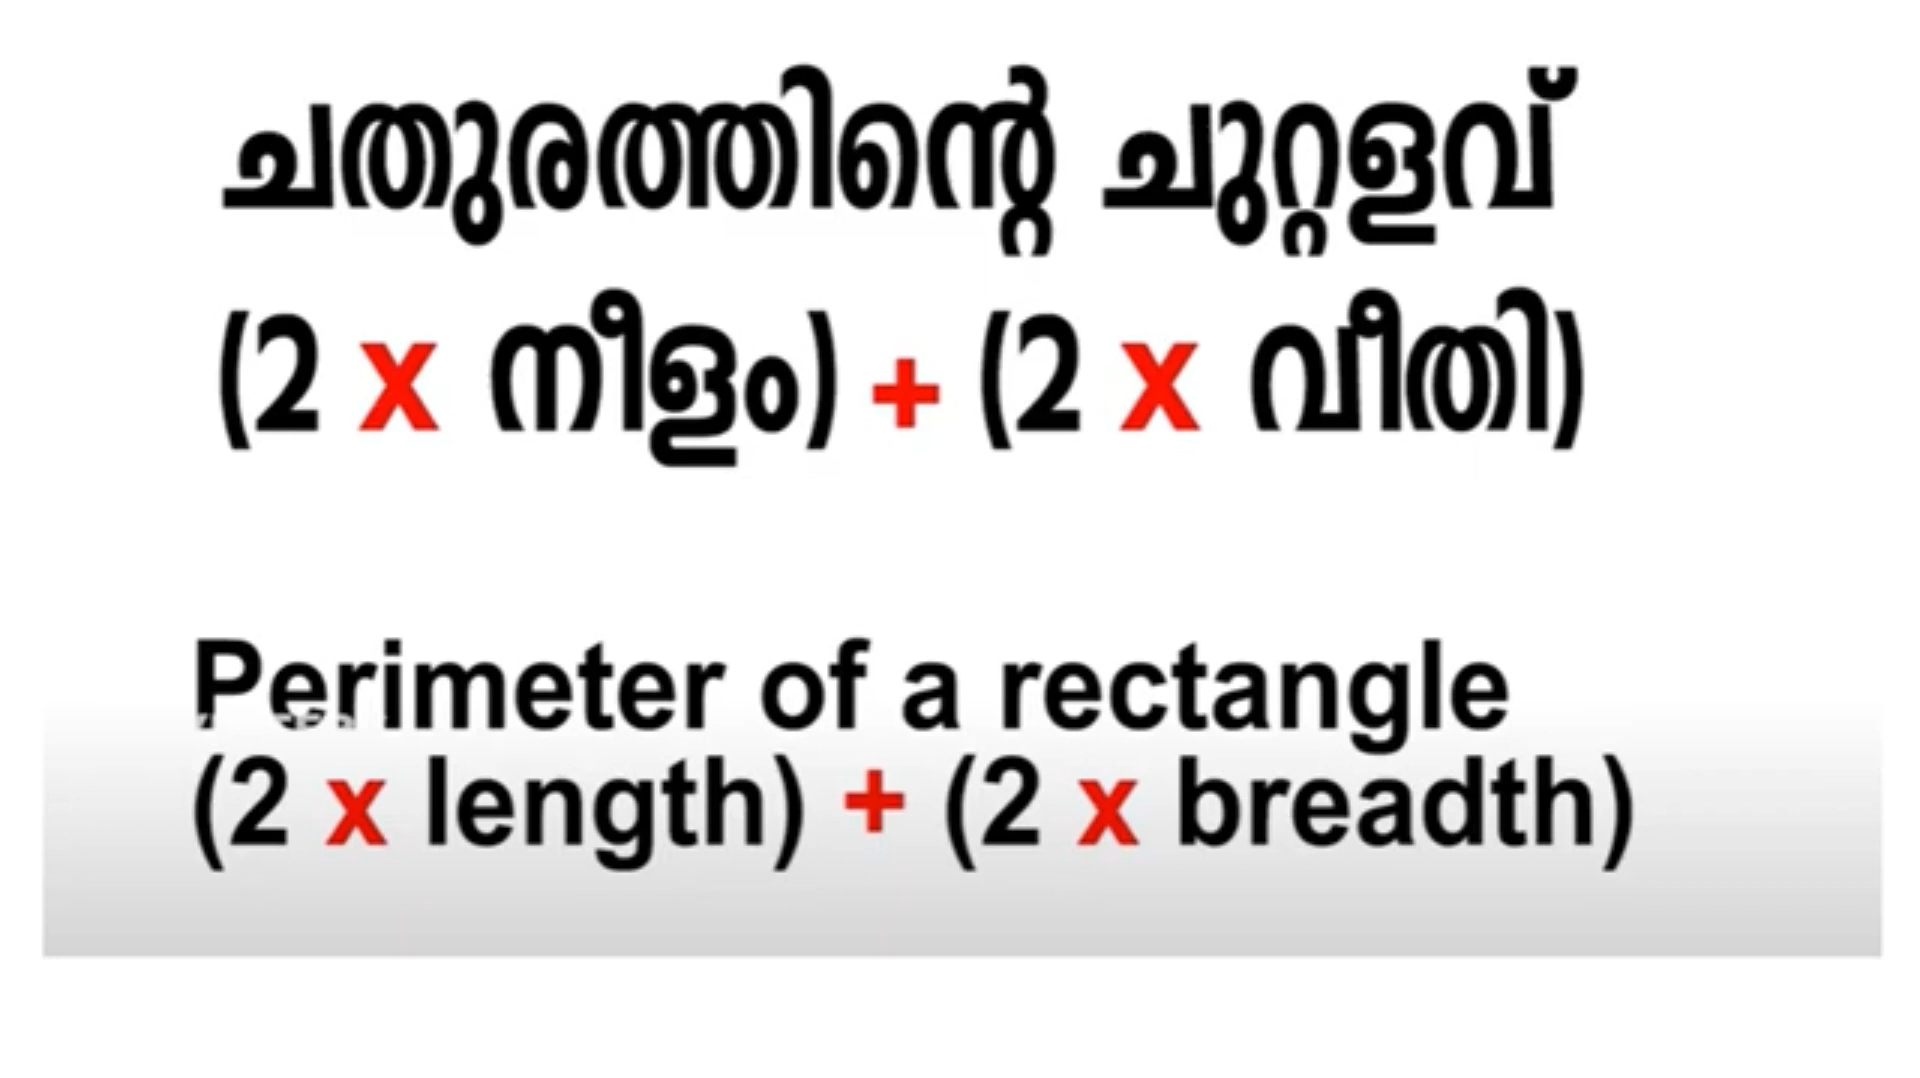 ചതുരത്തിന്റെ ചുറ്റളവ്
(2 x നീളം) + (2 x വീതി)
Perimeter of a rectangle
(2 x length) + (2 x breadth)